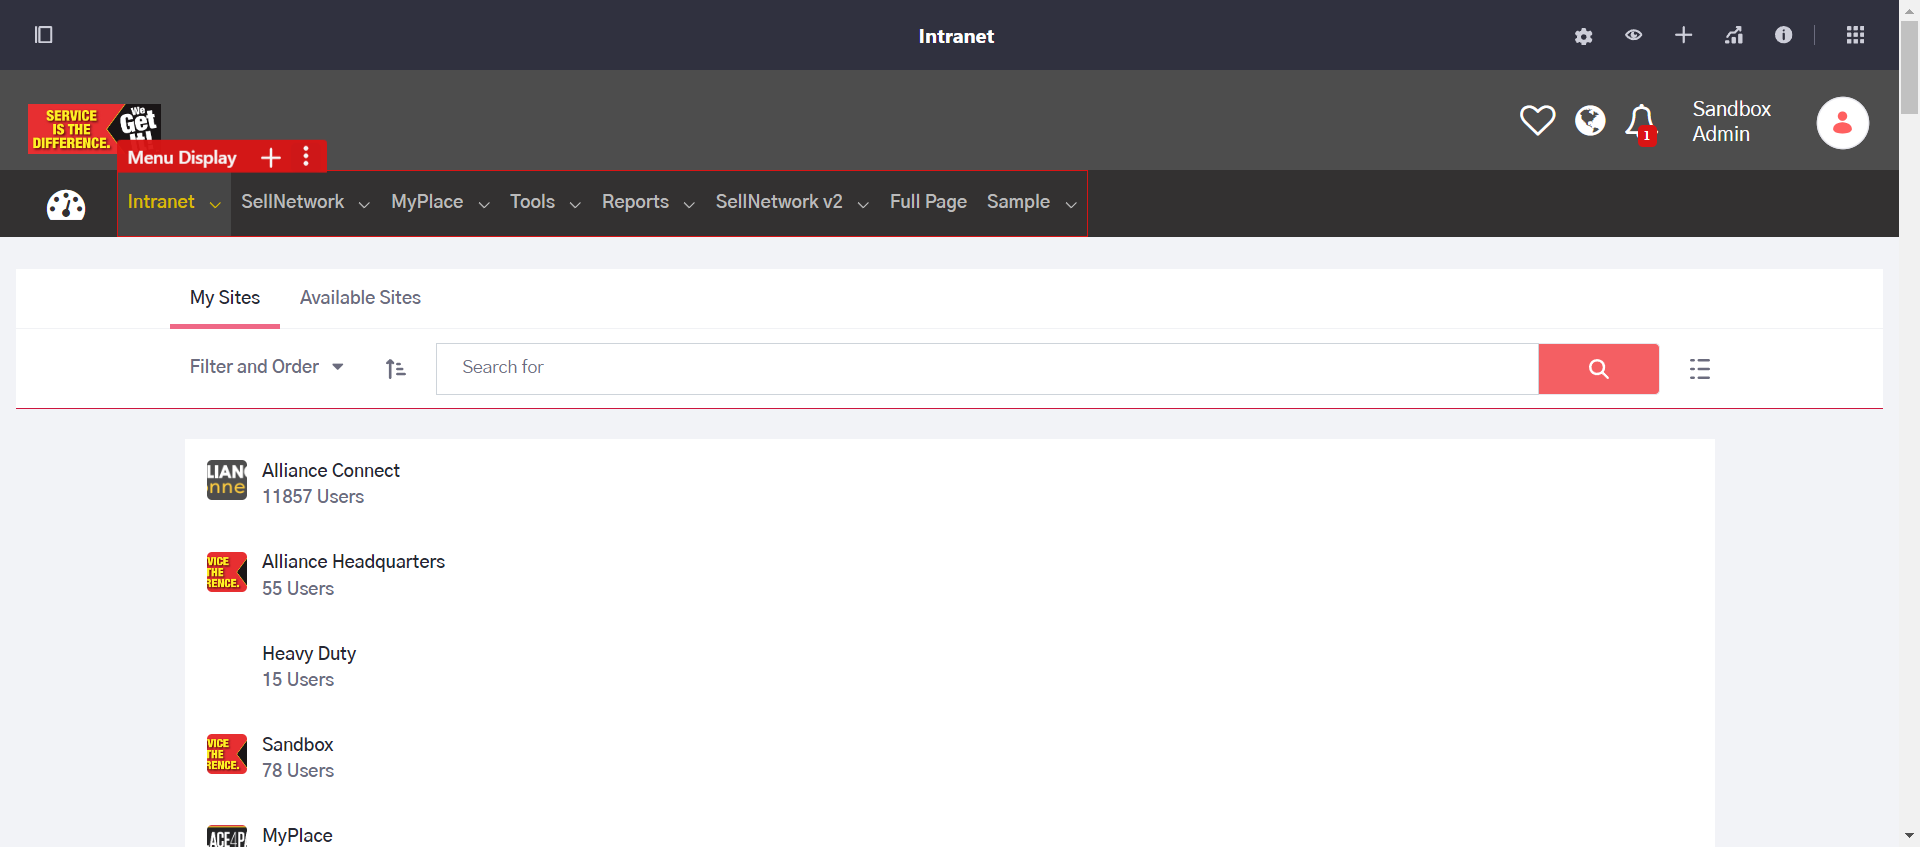 Intranet
SERVICE
IS THE
DIFFERENCE.
We
Get
It!
Menu Display
1
Sandbox
Admin
Intranet SellNetwork MyPlace Tools Reports SellNetwork v2 Full Page Sample
My Sites Available Sites
Filter and Order Search for
LIANC
nne
Alliance Connect
11857 Users
VICE
THE
RENCE.
Alliance Headquarters
55 Users
Heavy Duty
15 Users
VICE
THE
RENCE.
Sandbox
78 Users
ACE4P
MyPlace